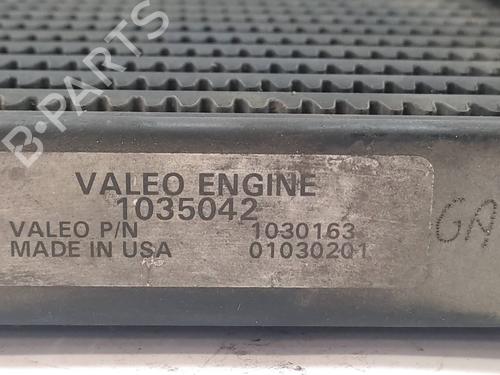 B-PARTS
VALEO ENGINE
1035042
VALEO P/N 1030163
MADE IN USA 01030201
GA